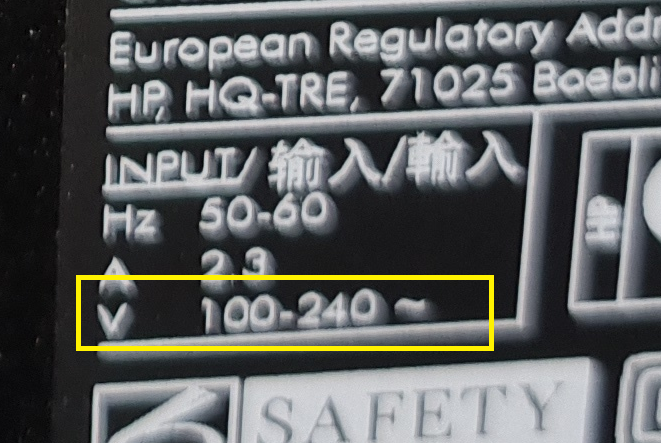 European Regulatory Addr
HP, HQ-TRE, 71025 Boebli
INPUT/输入/輸入
Hz 50-60
A 2.3
V 100-240 ~
HP
SAFETY